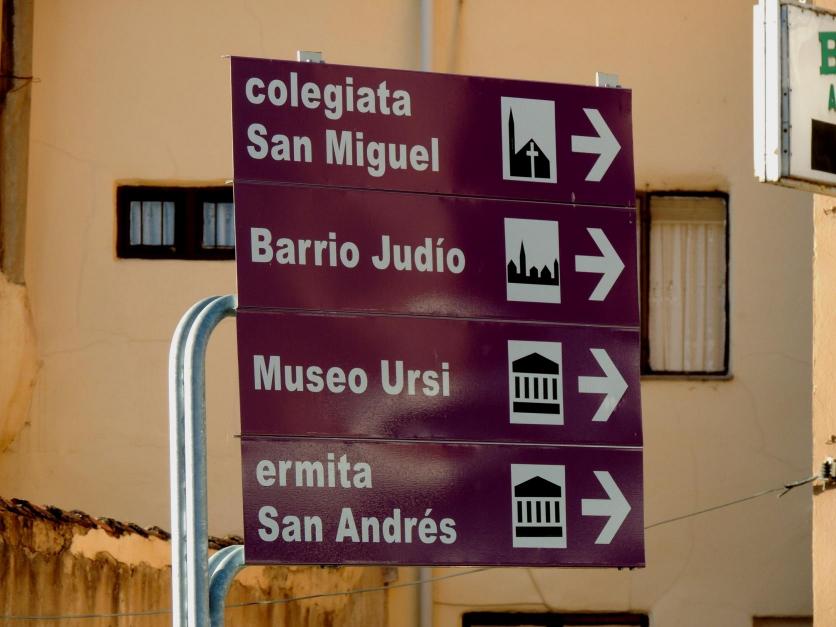 colegiata
San Miguel
Barrio Judío
Museo Ursi
ermita
San Andrés